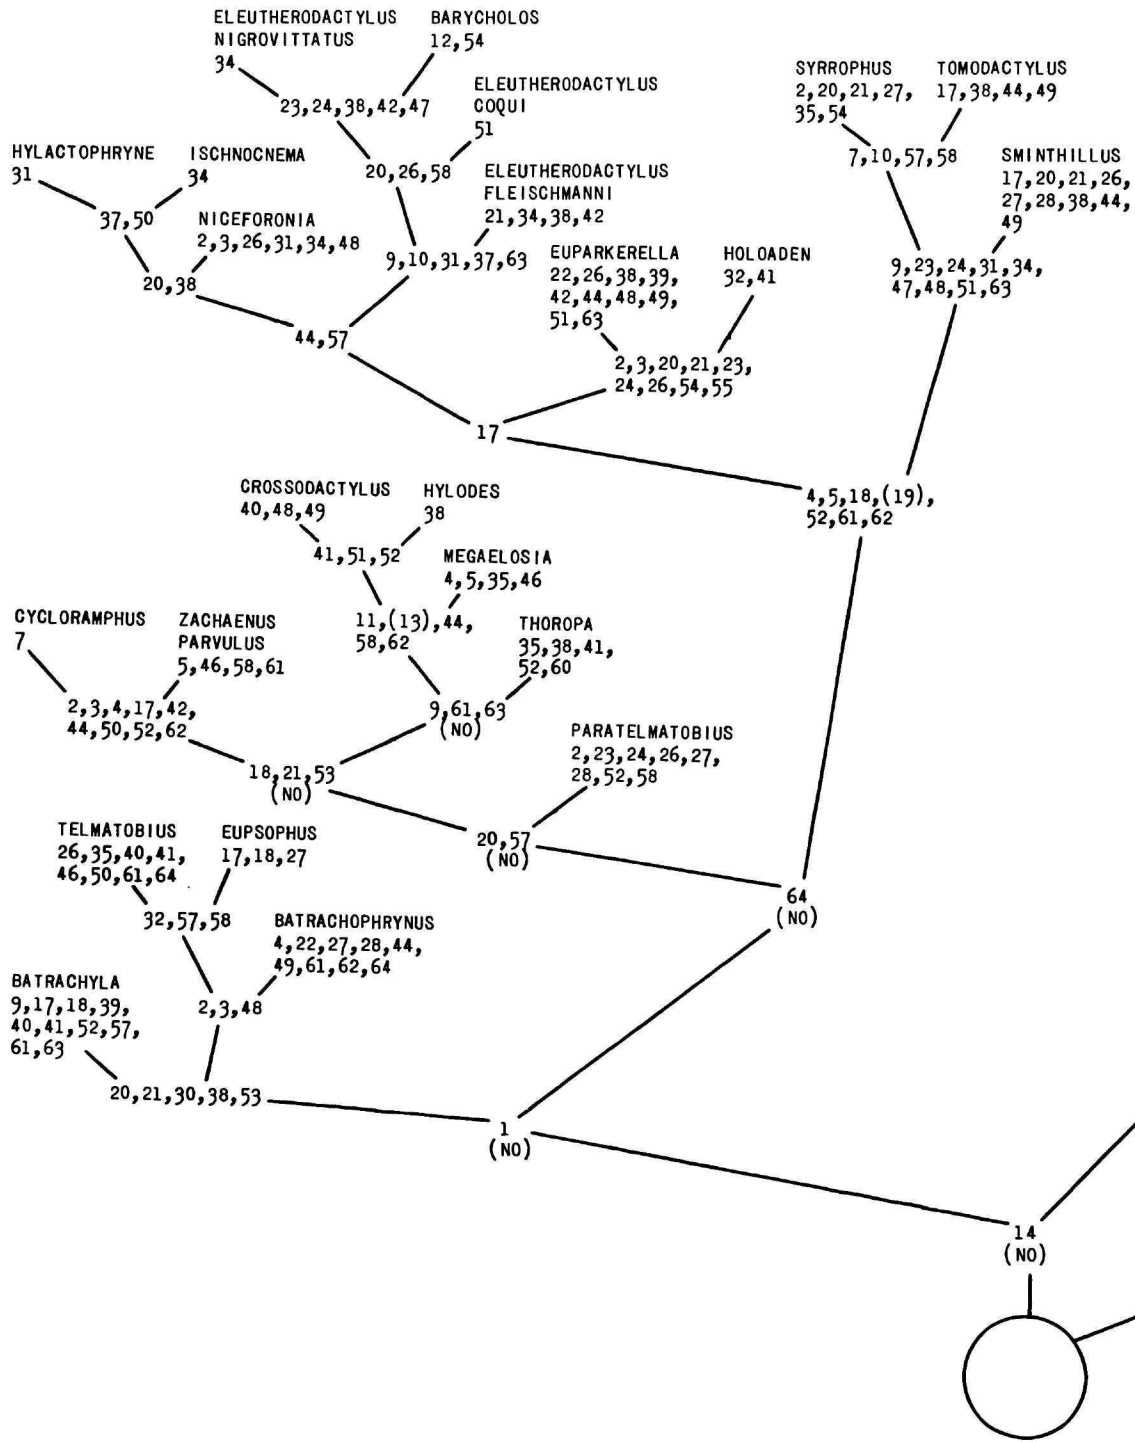 ELEUTHERODACTYLUS
NIGROVITTATUS
34
BARYCHOLOS
12,54
23,24,38,42,47
ELEUTHERODACTYLUS
COQUI
51
SYRROPHUS
2,20,21,27,
35,54
TOMODACTYLUS
17,38,44,49
7,10,57,58
HYLACTOPHRYNE
31
ISCHNOCNEMA
34
20,26,58
ELEUTHERODACTYLUS
FLEISCHMANNI
21,34,38,42
SMINTHILLUS
17,20,21,26,
27,28,38,44,
49
37,50
NICEFORONIA
2,3,26,31,34,48
9,10,31,37,63
EUPARKERELLA
22,26,38,39,
42,44,48,49,
51,63
HOLOADEN
32,41
9,23,24,31,34,
47,48,51,63
20,38
44,57
2,3,20,21,23,
24,26,54,55
17
4,5,18,(19),
52,61,62
CROSSODACTYLUS
40,48,49
HYLODES
38
41,51,52
MEGAELOSIA
4,5,35,46
CYCLORAMPHUS
7
ZACHAENUS
PARVULUS
5,46,58,61
11,(13),44,
58,62
THOROPA
35,38,41,
52,60
2,3,4,17,42,
44,50,52,62
9,61,63
(NO)
18,21,53
(NO)
PARATELMATOBIUS
2,23,24,26,27,
28,52,58
20,57
(NO)
TELMATOBIUS
26,35,40,41,
46,50,61,64
EUPSOPHUS
17,18,27
64
(NO)
32,57,58
BATRACHOPHRYNUS
4,22,27,28,44,
49,61,62,64
BATRACHYLA
9,17,18,39,
40,41,52,57,
61,63
2,3,48
20,21,30,38,53
1
(NO)
14
(NO)